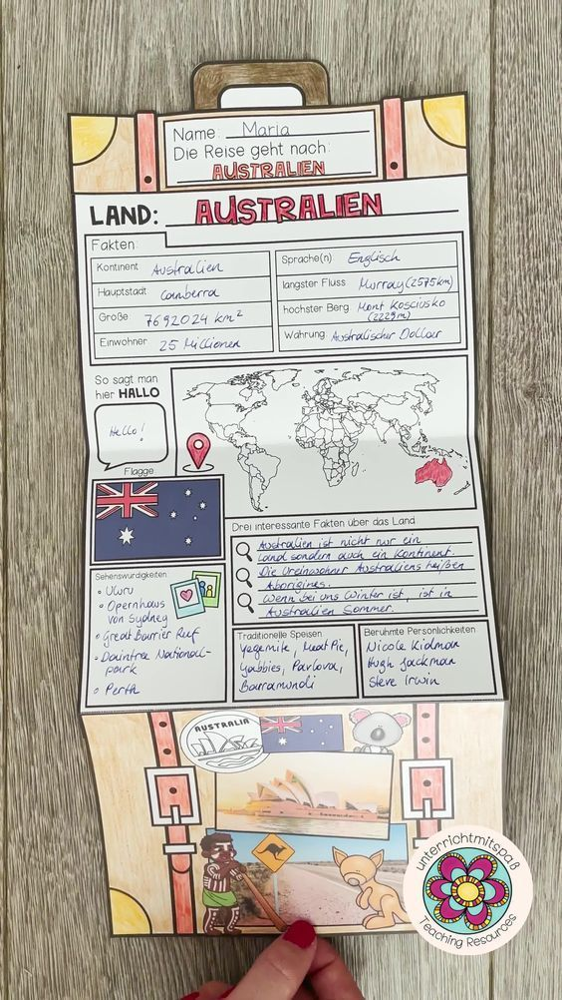 Name: Maria
Die Reise geht nach:
AUSTRALIEN
LAND: AUSTRALIEN
Fakten:
Kontinent Australien
Hauptstadt Canberra
Größe 7692024 km²
Einwohner 25 Millionen
Sprache(n) Englisch
längster Fluss Murray (2575km)
höchster Berg Mont Kosciusko
(2229m)
Währung Australischer Dollar
So sagt man
hier HALLO
Hello!
Flagge
Drei interessante Fakten über das Land
Australien ist nicht nur ein
Land sondern auch ein Kontinent.
Die Ureinwohner Australiens heißen
Aborigines.
Wenn bei uns Winter ist, ist in
Australien Sommer.
Sehenswürdigkeiten
• Uluru
• Opernhaus
von Sydney
• Great Barrier Reef
• Daintree National-
park
• Perth
Traditionelle Speisen
Vegemite, Meat Pie,
Yabbies, Pavlova,
Barramundi
Berühmte Persönlichkeiten
Nicole Kidman
Hugh Jackman
Steve Irwin
AUSTRALIA
unterrichtmitspaß
Teaching Resources